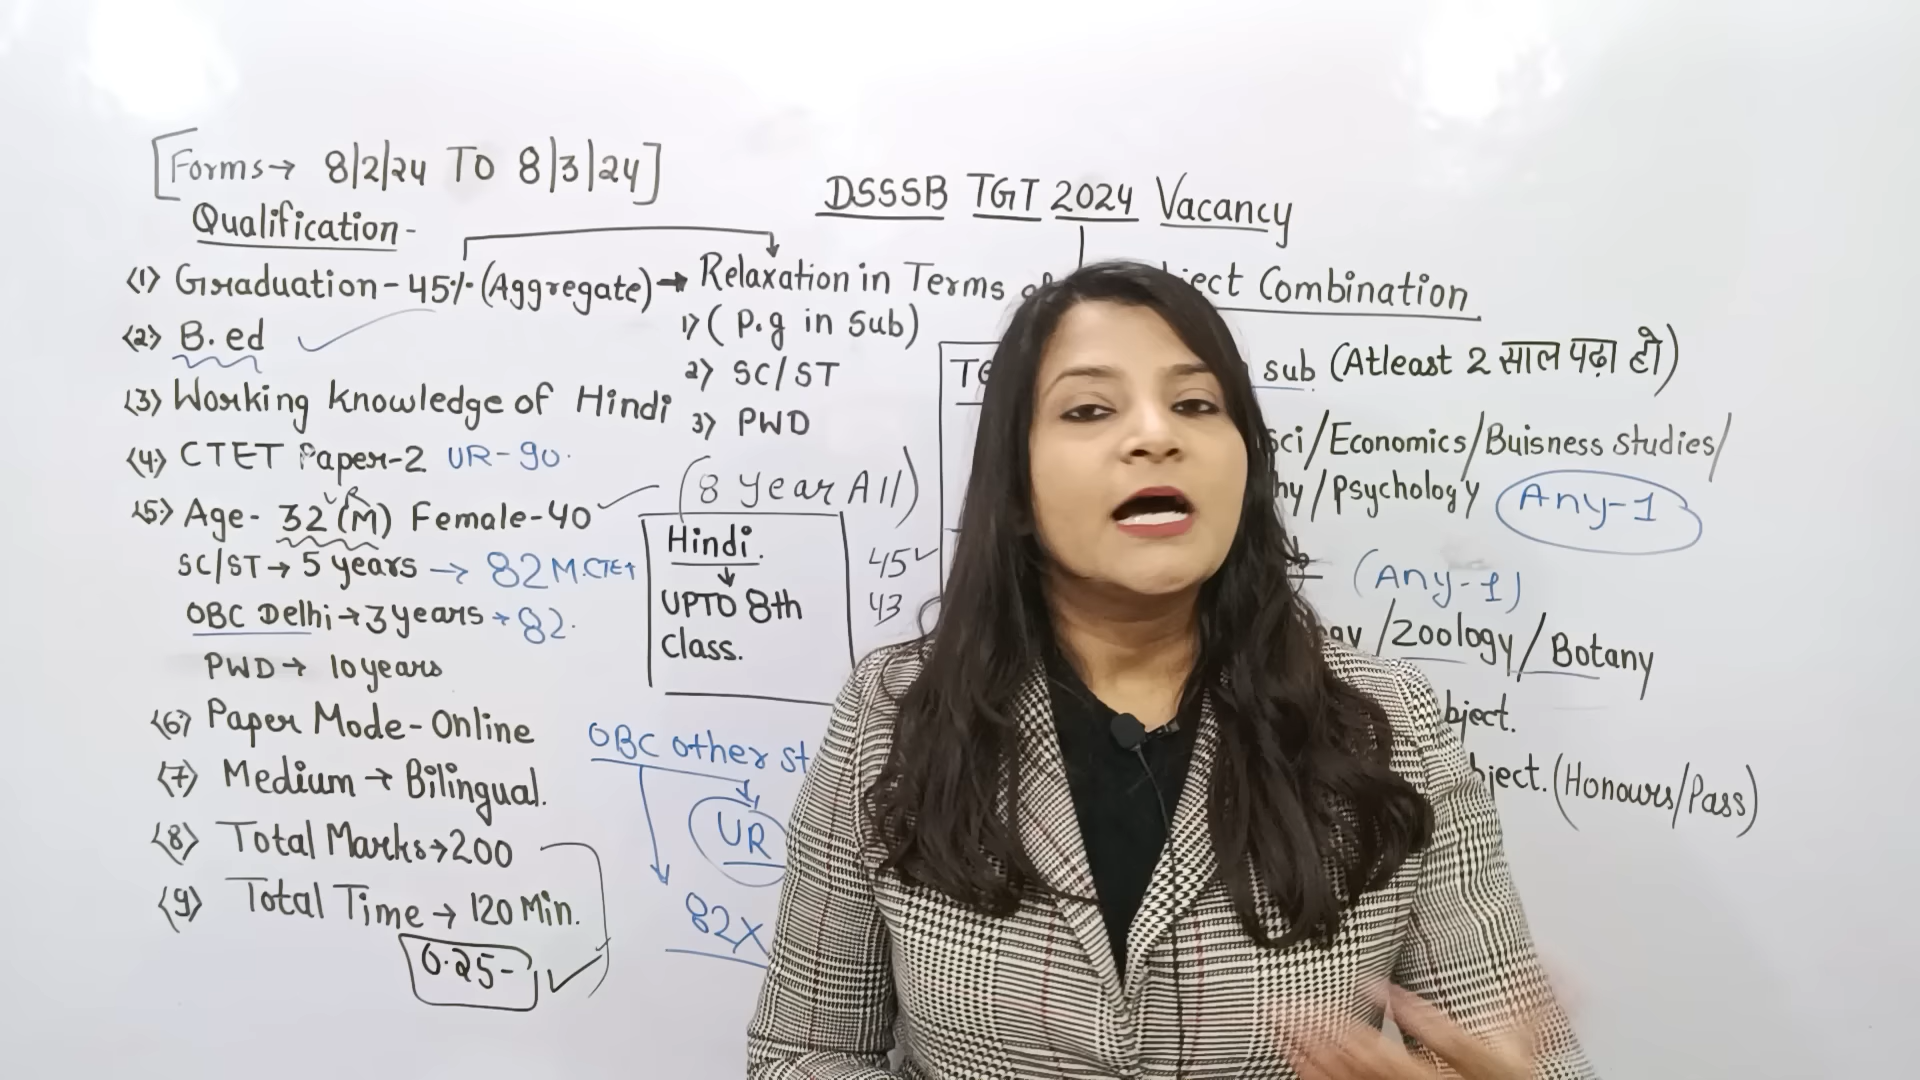 [Forms→ 8/2/24 TO 8/3/24]
Qualification-
<1> Graduation - 45% (Aggregate)→ Relaxation in Terms of
1) (P.g in Sub)
2) SC/ST
3) PWD
<2> B.ed
<3> Working knowledge of Hindi
<4> CTET Paper-2 UR-90.
<5> Age- 32 (M) Female-40 (8 Year All)
UR
SC/ST → 5 years → 82 M.CTET
OBC Delhi → 3 years → 82.
PWD → 10 years
<6> Paper Mode - Online
<7> Medium → Bilingual.
<8> Total Marks → 200
<9> Total Time → 120 Min.
0.25-
Hindi.
UPTO 8th
Class.
45
43
OBC other st
UR
82X
DSSSB TGT 2024 Vacancy
ect Combination
sub (Atleast 2 साल पढ़ा हो)
sci/Economics/Buisness studies/
hy/Psychology Any-1
(Any-1)
/Zoology/Botany
bject.
ject. (Honours/Pass)